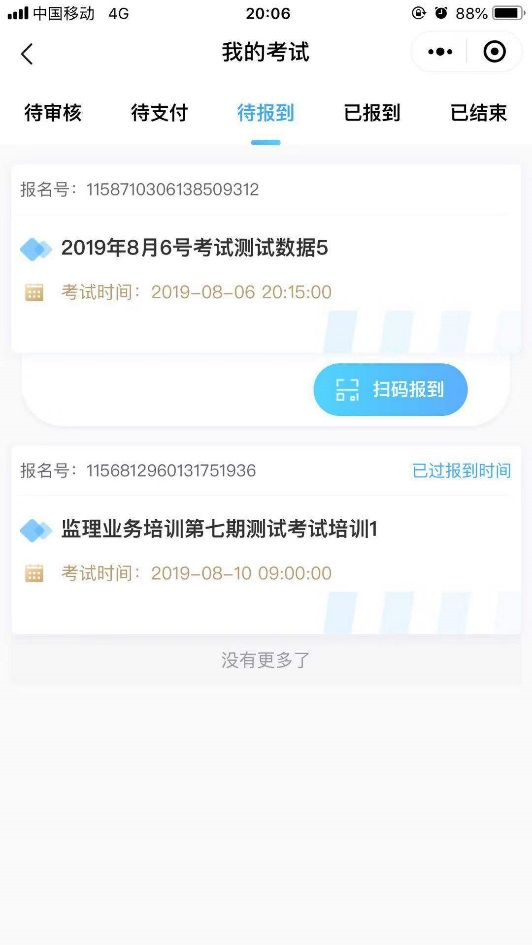 中国移动 4G 20:06 88%
我的考试
待审核 待支付 待报到 已报到 已结束
报名号：1158710306138509312
2019年8月6号考试测试数据5
考试时间：2019-08-06 20:15:00
扫码报到
报名号：1156812960131751936 已过报到时间
监理业务培训第七期测试考试培训1
考试时间：2019-08-10 09:00:00
没有更多了